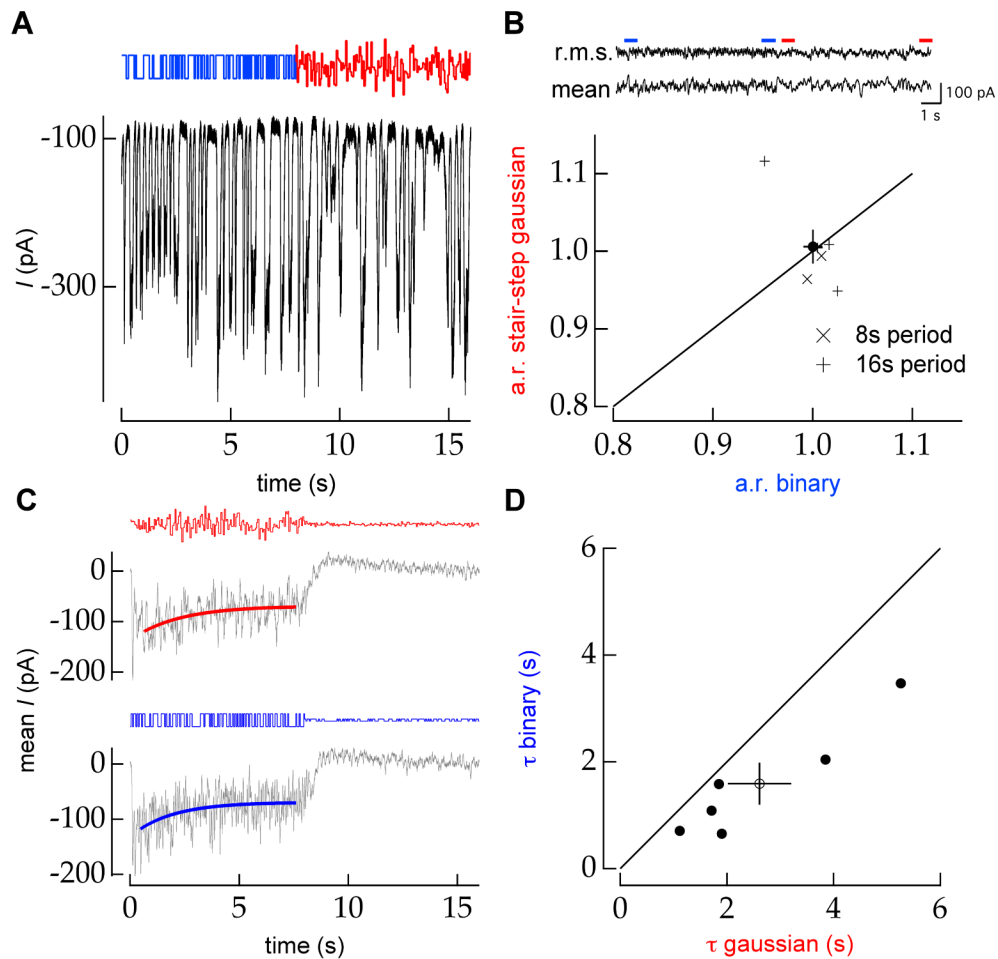 A
-100
-300
I (pA)
0
5
10
15
time (s)
B
r.m.s.
mean
100 pA
1 s
a.r. stair-step gaussian
1.1
1.0
0.9
0.8
8s period
16s period
0.8
0.9
1.0
1.1
a.r. binary
C
0
-100
-200
mean I (pA)
0
-100
-200
0
5
10
15
time (s)
D
6
4
2
0
τ binary (s)
0
2
4
6
τ gaussian (s)